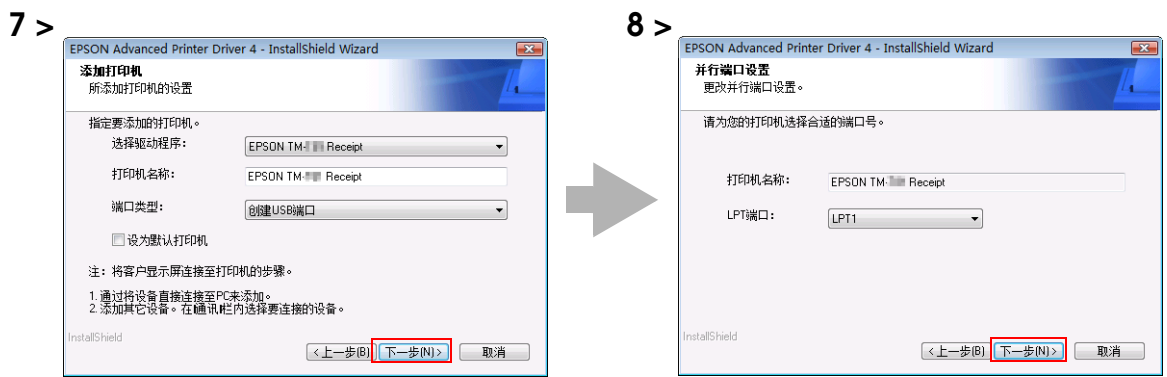 7 >
EPSON Advanced Printer Driver 4 - InstallShield Wizard
添加打印机
所添加打印机的设置
指定要添加的打印机。
选择驱动程序:
EPSON TM- Receipt
打印机名称:
EPSON TM- Receipt
端口类型:
创建USB端口
设为默认打印机
注: 将客户显示屏连接至打印机的步骤。
1. 通过将设备直接连接至PC来添加。
2. 添加其它设备。在通讯栏内选择要连接的设备。
InstallShield
<上一步(B)
下一步(N)>
取消
8 >
EPSON Advanced Printer Driver 4 - InstallShield Wizard
并行端口设置
更改并行端口设置。
请为您的打印机选择合适的端口号。
打印机名称:
EPSON TM- Receipt
LPT端口:
LPT1
InstallShield
<上一步(B)
下一步(N)>
取消